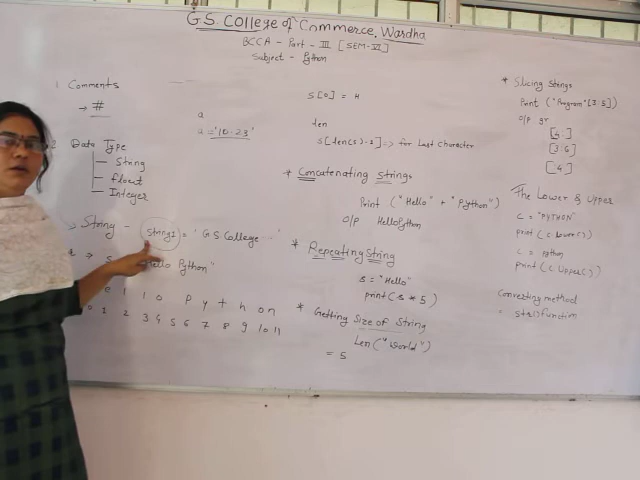 G.S. College of Commerce, Wardha
BCCA - Part - III [SEM-VI]
Subject - Python
1 Comments
→ #
2 Data Type
String
float
Integer
→ String - string1 = 'G S College
Hello Python"
e l l o p y t h o n
0 1 2 3 4 5 6 7 8 9 10 11
a
a = '10-23'
S[0] = H
len
S[len(s)-1] => for Last Character
* Concatenating Strings
Print ("Hello" + "Python")
O/p HelloPython
* Repeating String
S = "Hello"
print(s * 5)
* Getting Size of String
Len("World")
= 5
* Slicing Strings
Print ("Program"[3:5])
O/p gr
[4: ]
[3:6]
[:4]
The Lower & Upper
C = "PYTHON"
print (c Lower())
C = python
print (c Upper())
Converting method
= str() function